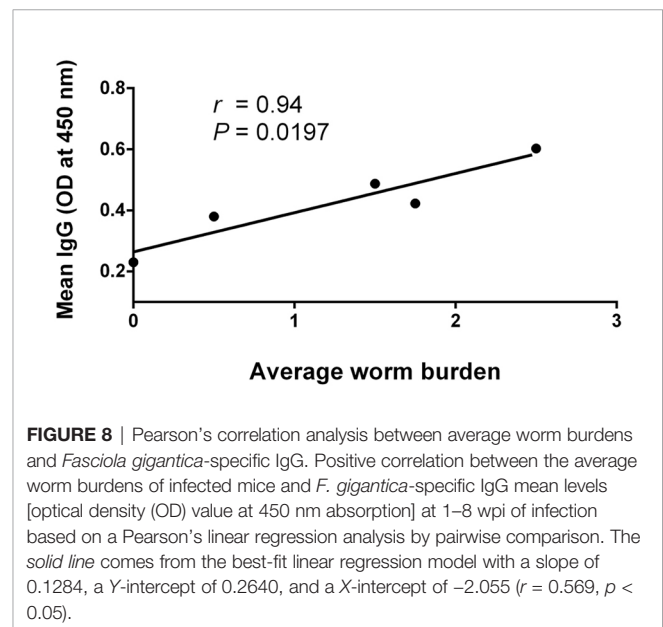 0.8
r = 0.94
P = 0.0197
0.6
0.4
0.2
Mean IgG (OD at 450 nm)
0
1
2
3
Average worm burden
FIGURE 8 | Pearson's correlation analysis between average worm burdens
and Fasciola gigantica-specific IgG. Positive correlation between the average
worm burdens of infected mice and F. gigantica-specific IgG mean levels
[optical density (OD) value at 450 nm absorption] at 1–8 wpi of infection
based on a Pearson's linear regression analysis by pairwise comparison. The
solid line comes from the best-fit linear regression model with a slope of
0.1284, a Y-intercept of 0.2640, and a X-intercept of −2.055 (r = 0.569, p <
0.05).